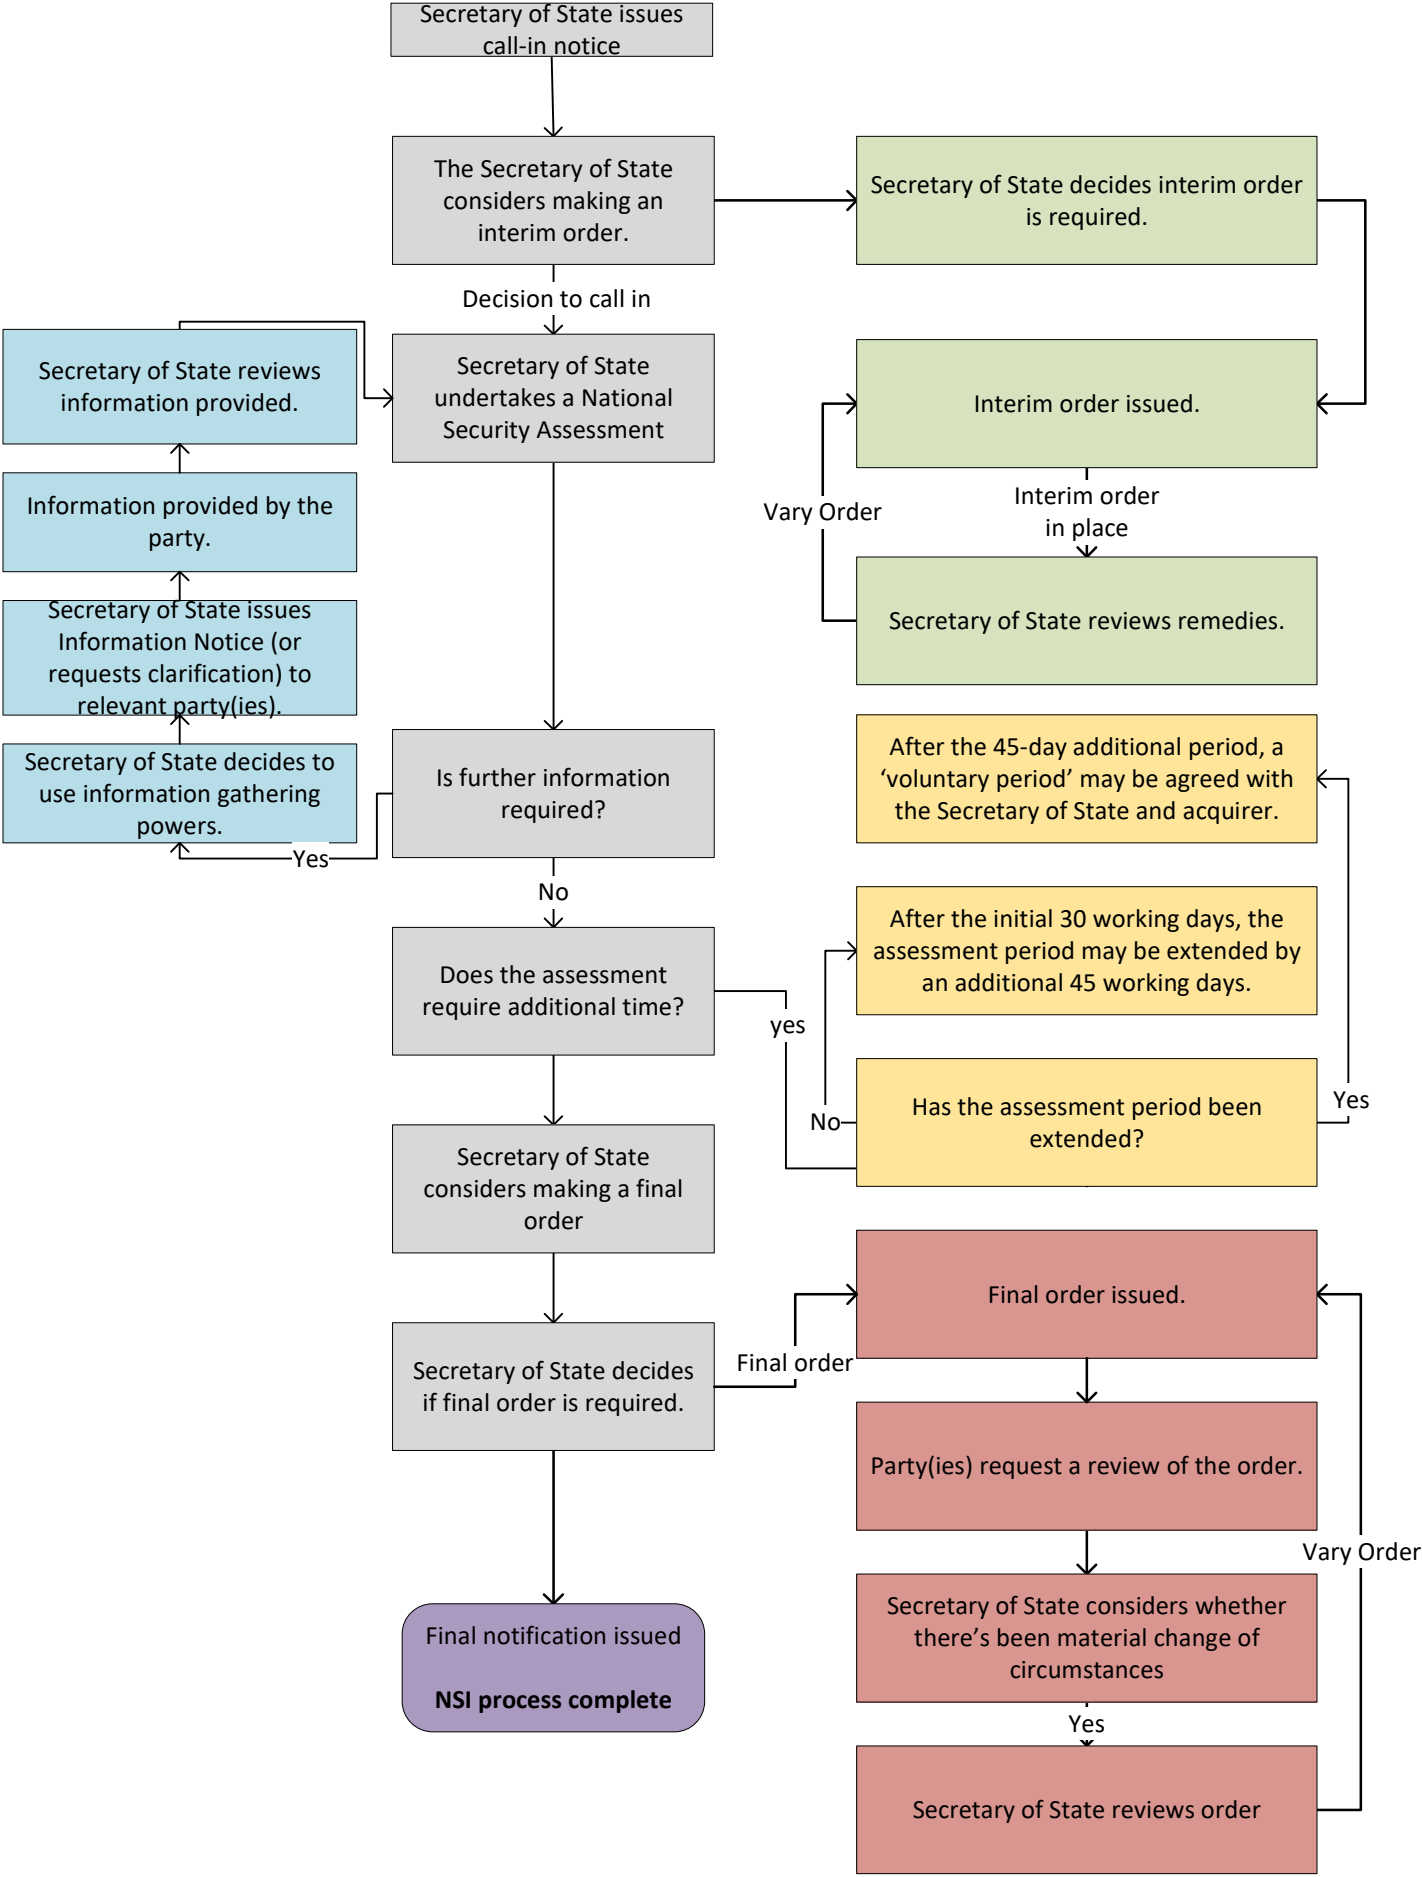 Secretary of State issues
call-in notice
The Secretary of State
considers making an
interim order.
Secretary of State decides interim order
is required.
Decision to call in
Secretary of State reviews
information provided.
Secretary of State
undertakes a National
Security Assessment
Interim order issued.
Information provided by the
party.
Vary Order
Interim order
in place
Secretary of State issues
Information Notice (or
requests clarification) to
relevant party(ies).
Secretary of State reviews remedies.
Secretary of State decides to
use information gathering
powers.
Yes
Is further information
required?
After the 45-day additional period, a
‘voluntary period’ may be agreed with
the Secretary of State and acquirer.
No
After the initial 30 working days, the
assessment period may be extended by
an additional 45 working days.
Does the assessment
require additional time?
yes
No
Has the assessment period been
extended?
Yes
Secretary of State
considers making a final
order
Final order issued.
Secretary of State decides
if final order is required.
Final order
Party(ies) request a review of the order.
Vary Order
Secretary of State considers whether
there’s been material change of
circumstances
Final notification issued
NSI process complete
Yes
Secretary of State reviews order